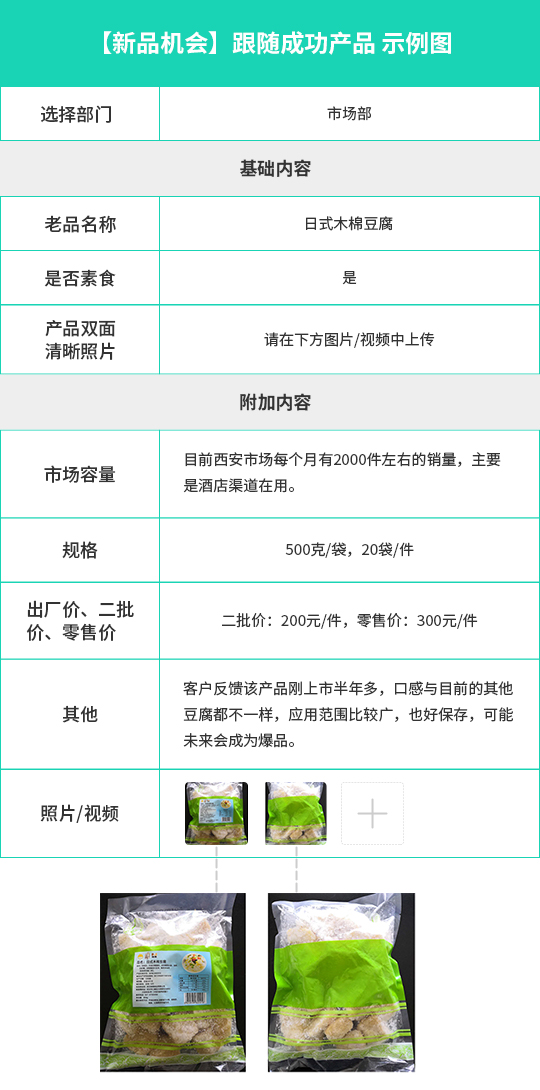 【新品机会】跟随成功产品 示例图
选择部门
市场部
基础内容
老品名称
日式木棉豆腐
是否素食
是
产品双面
清晰照片
请在下方图片/视频中上传
附加内容
市场容量
目前西安市场每个月有2000件左右的销量，主要
是酒店渠道在用。
规格
500克/袋，20袋/件
出厂价、二批
价、零售价
二批价：200元/件，零售价：300元/件
其他
客户反馈该产品刚上市半年多，口感与目前的其他
豆腐都不一样，应用范围比较广，也好保存，可能
未来会成为爆品。
照片/视频